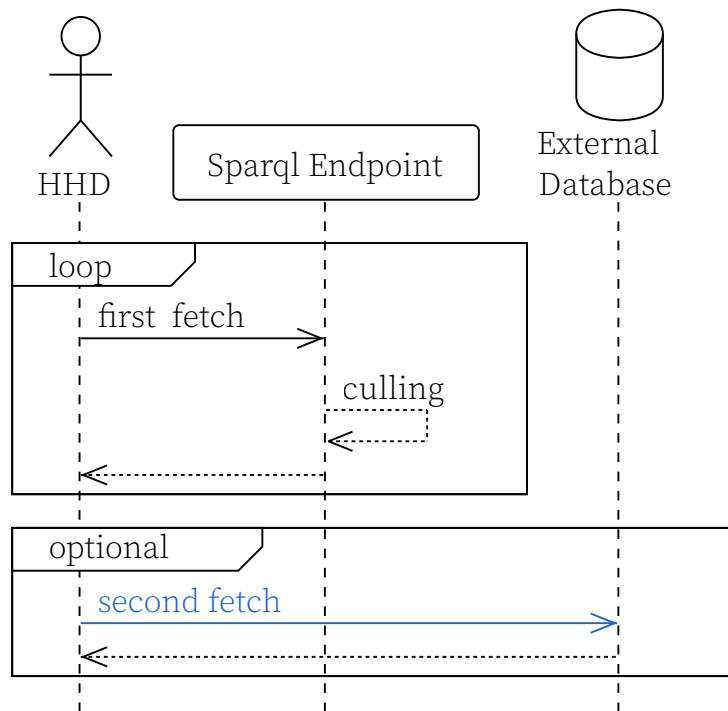 HHD
Sparql Endpoint
External
Database
loop
first fetch
culling
optional
second fetch